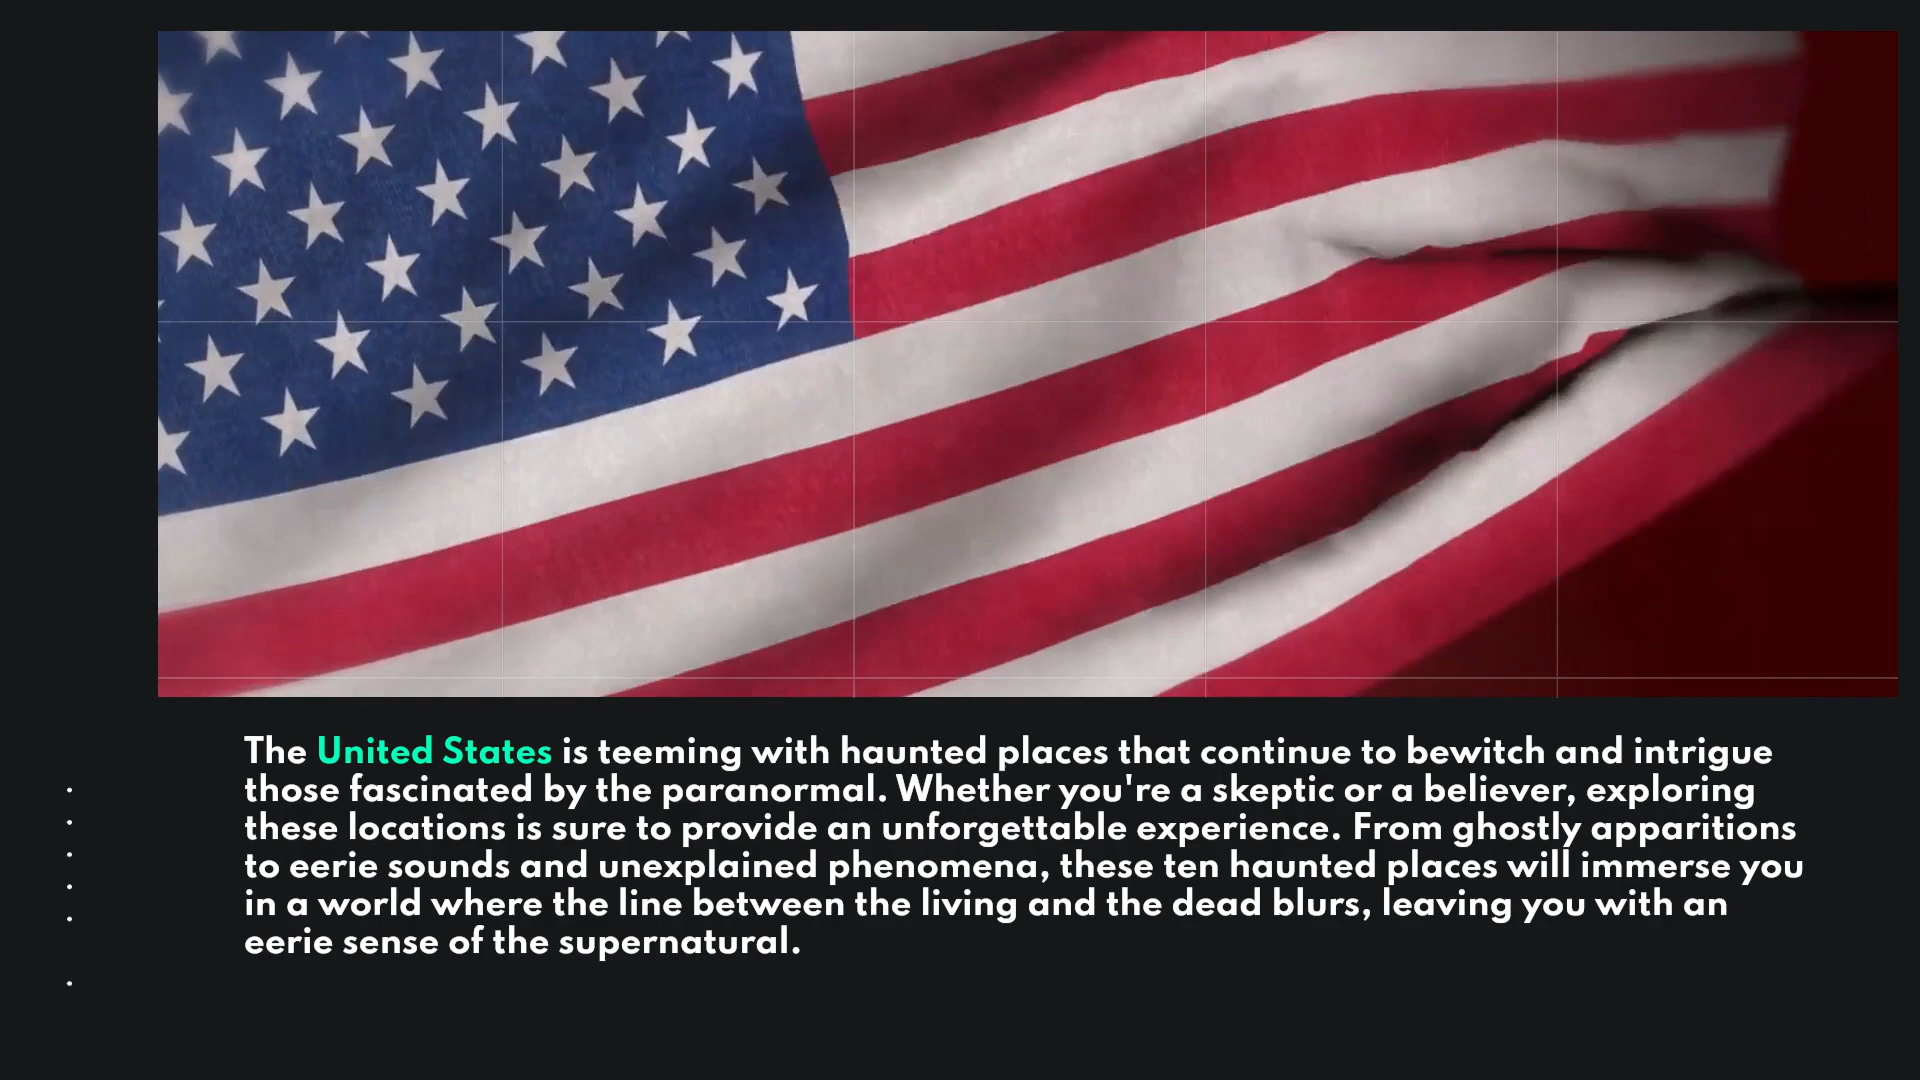 The United States is teeming with haunted places that continue to bewitch and intrigue
those fascinated by the paranormal. Whether you're a skeptic or a believer, exploring
these locations is sure to provide an unforgettable experience. From ghostly apparitions
to eerie sounds and unexplained phenomena, these ten haunted places will immerse you
in a world where the line between the living and the dead blurs, leaving you with an
eerie sense of the supernatural.